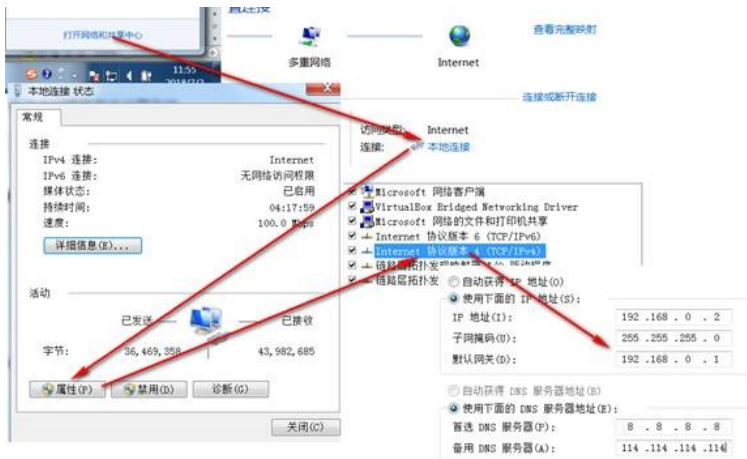 打开网络和共享中心
11:55
本地连接 状态
常规
连接
IPv4 连接: Internet
IPv6 连接: 无网络访问权限
媒体状态: 已启用
持续时间: 04:17:59
速度: 100.0 Mbps
详细信息(E)...
活动
已发送 已接收
字节: 36,469,358 43,982,685
属性(P) 禁用(D) 诊断(G)
关闭(C)
查看完整映射
多重网络 Internet
连接或断开连接
访问类型: Internet
连接: 本地连接
Microsoft 网络客户端
VirtualBox Bridged Networking Driver
Microsoft 网络的文件和打印机共享
Internet 协议版本 6 (TCP/IPv6)
Internet 协议版本 4 (TCP/IPv4)
链路层拓扑发现映射器 I/O 驱动程序
链路层拓扑发
自动获得 IP 地址(O)
使用下面的 IP 地址(S):
IP 地址(I): 192 .168 . 0 . 2
子网掩码(U): 255 .255 .255 . 0
默认网关(D): 192 .168 . 0 . 1
自动获得 DNS 服务器地址(B)
使用下面的 DNS 服务器地址(E):
首选 DNS 服务器(P): 8 . 8 . 8 . 8
备用 DNS 服务器(A): 114 .114 .114 .114